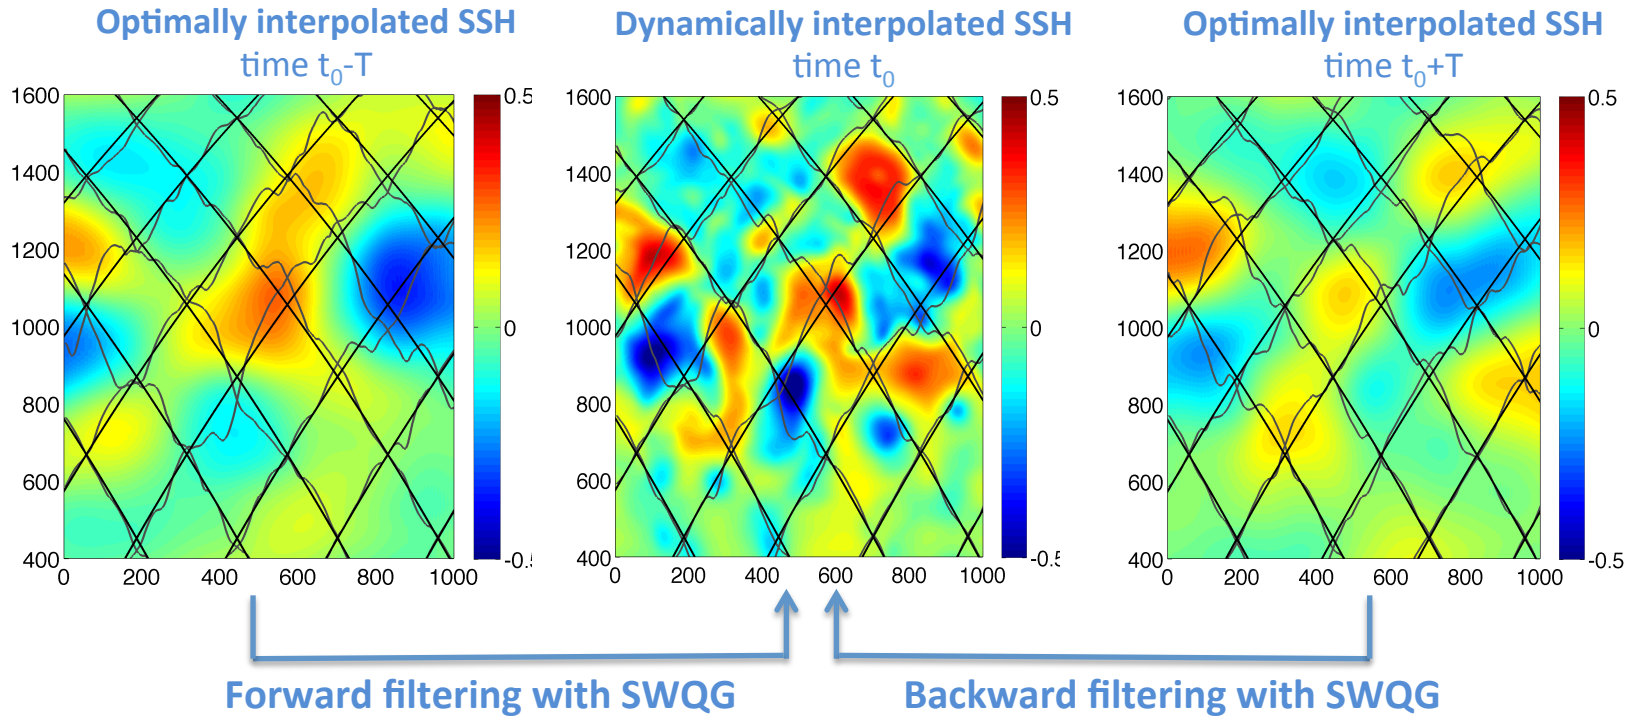 Optimally interpolated SSH
time t0-T
Dynamically interpolated SSH
time t0
Optimally interpolated SSH
time t0+T
1600
1400
1200
1000
800
600
400
0 200 400 600 800 1000
0.5
0
-0.5
1600
1400
1200
1000
800
600
400
0 200 400 600 800 1000
0.5
0
-0.5
1600
1400
1200
1000
800
600
400
0 200 400 600 800 1000
0.5
0
-0.5
Forward filtering with SWQG
Backward filtering with SWQG